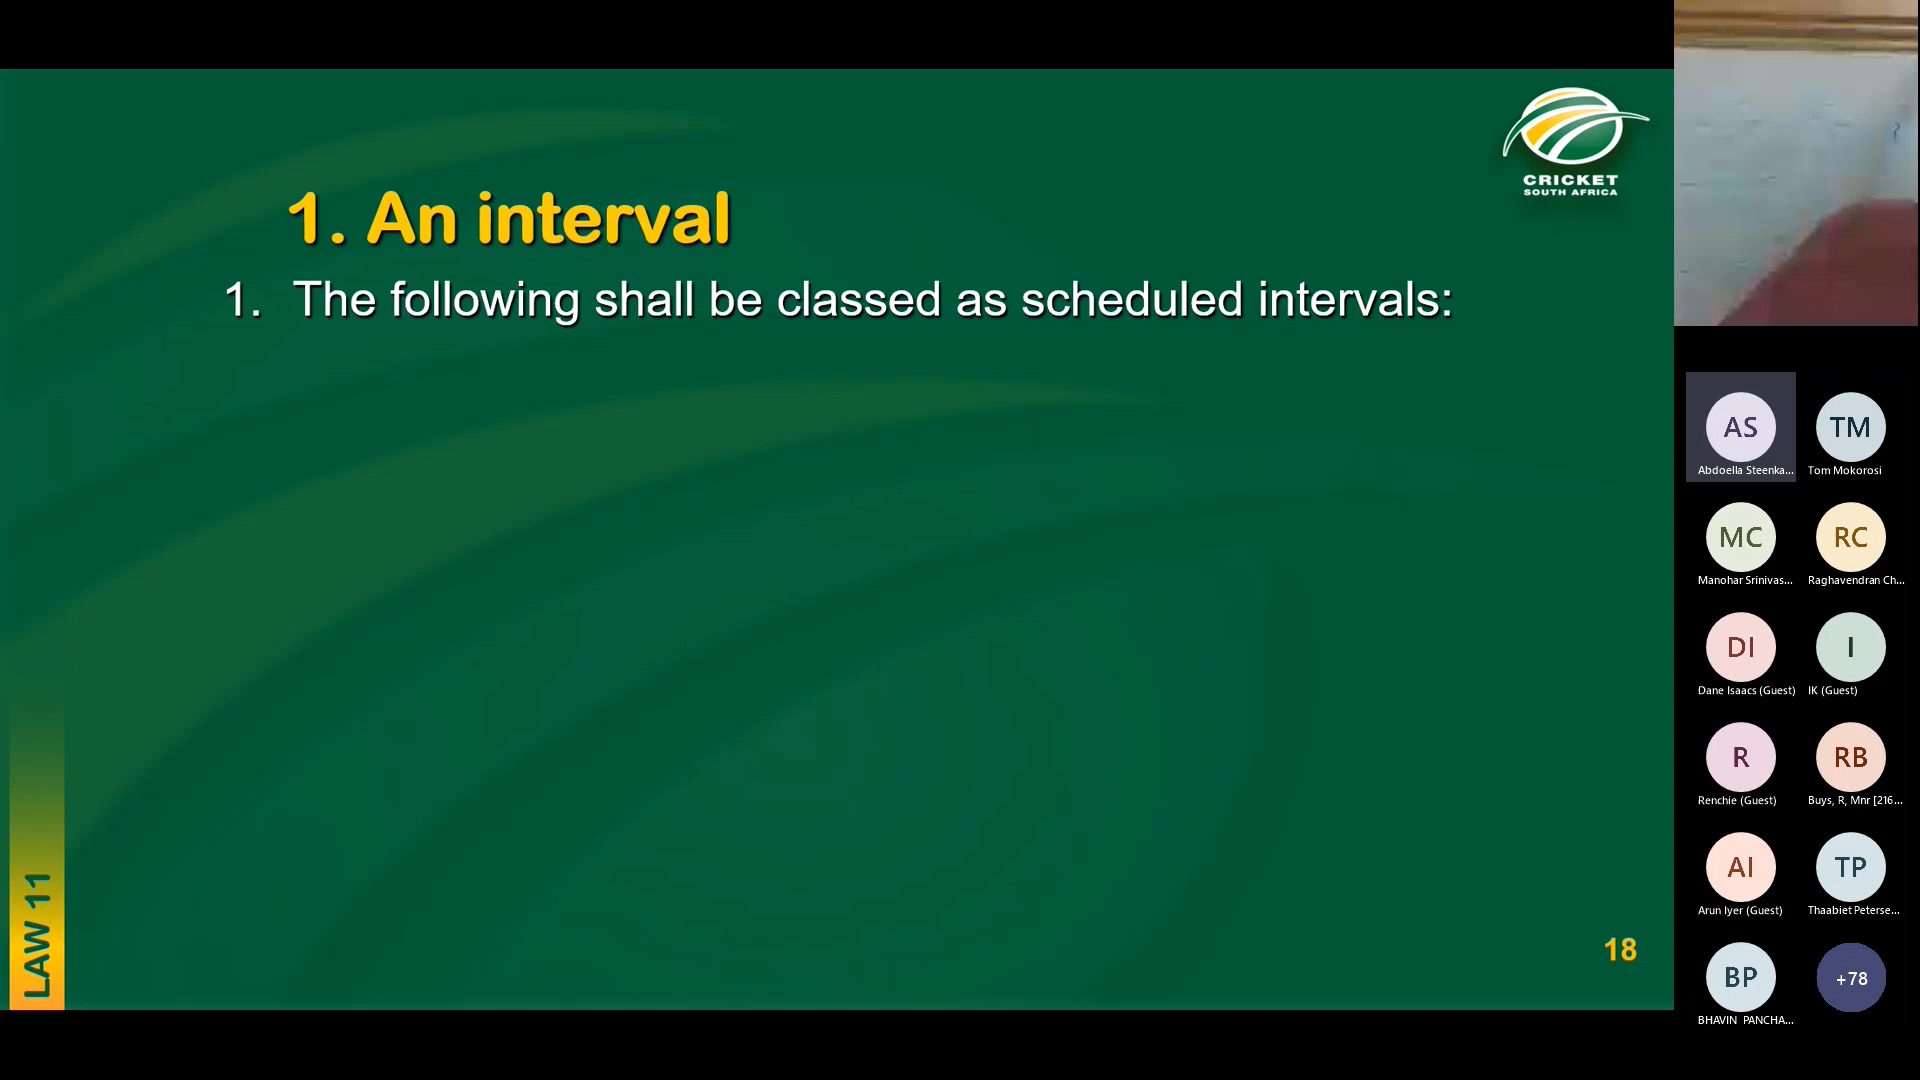 CRICKET
SOUTH AFRICA
1. An interval
1. The following shall be classed as scheduled intervals:
LAW 11
18
AS
Abdoella Steenka...
TM
Tom Mokorosi
MC
Manohar Srinivas...
RC
Raghavendran Ch...
DI
Dane Isaacs (Guest)
I
IK (Guest)
R
Renchie (Guest)
RB
Buys, R, Mnr [216...
AI
Arun Iyer (Guest)
TP
Thaabiet Peterse...
BP
BHAVIN PANCHA...
+78